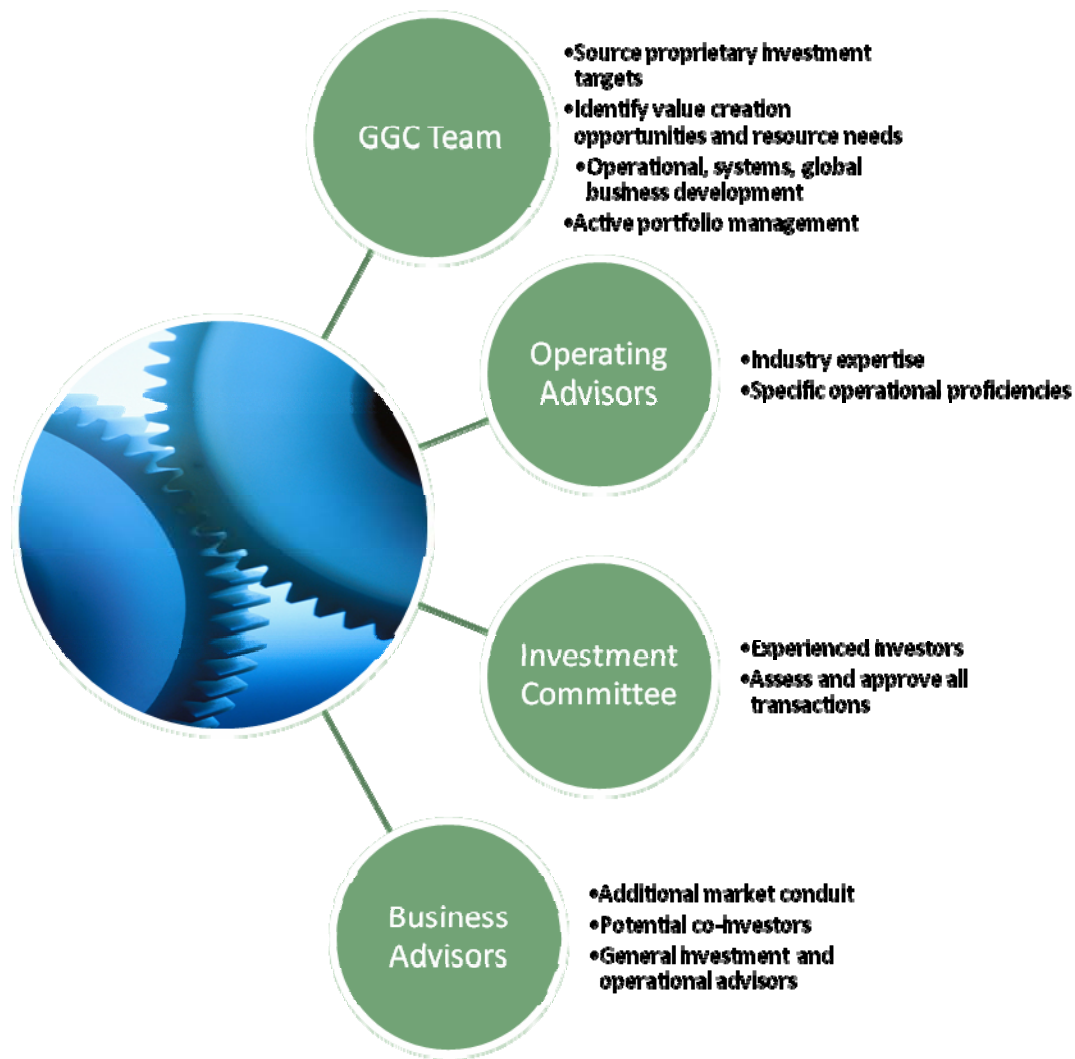 GGC Team
•Source proprietary investment
targets
•Identify value creation
opportunities and resource needs
•Operational, systems, global
business development
•Active portfolio management
Operating
Advisors
•Industry expertise
•Specific operational proficiencies
Investment
Committee
•Experienced investors
•Assess and approve all
transactions
Business
Advisors
•Additional market conduit
•Potential co-investors
•General investment and
operational advisors